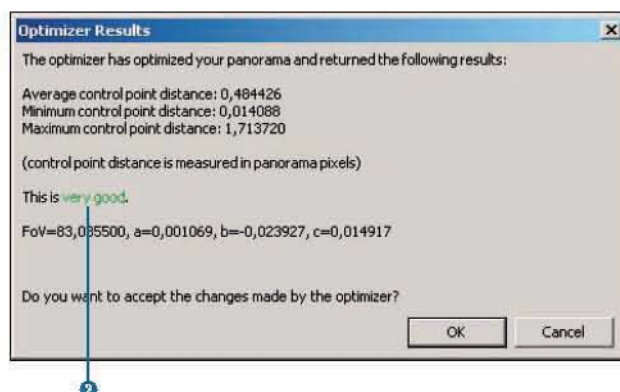 Optimizer Results
The optimizer has optimized your panorama and returned the following results:
Average control point distance: 0,484426
Minimum control point distance: 0,014088
Maximum control point distance: 1,713720
(control point distance is measured in panorama pixels)
This is very good.
a=0,001069, b=-0,023927, c=0,014917
Do you want to accept the changes made by the optimizer?
OK Cancel
2